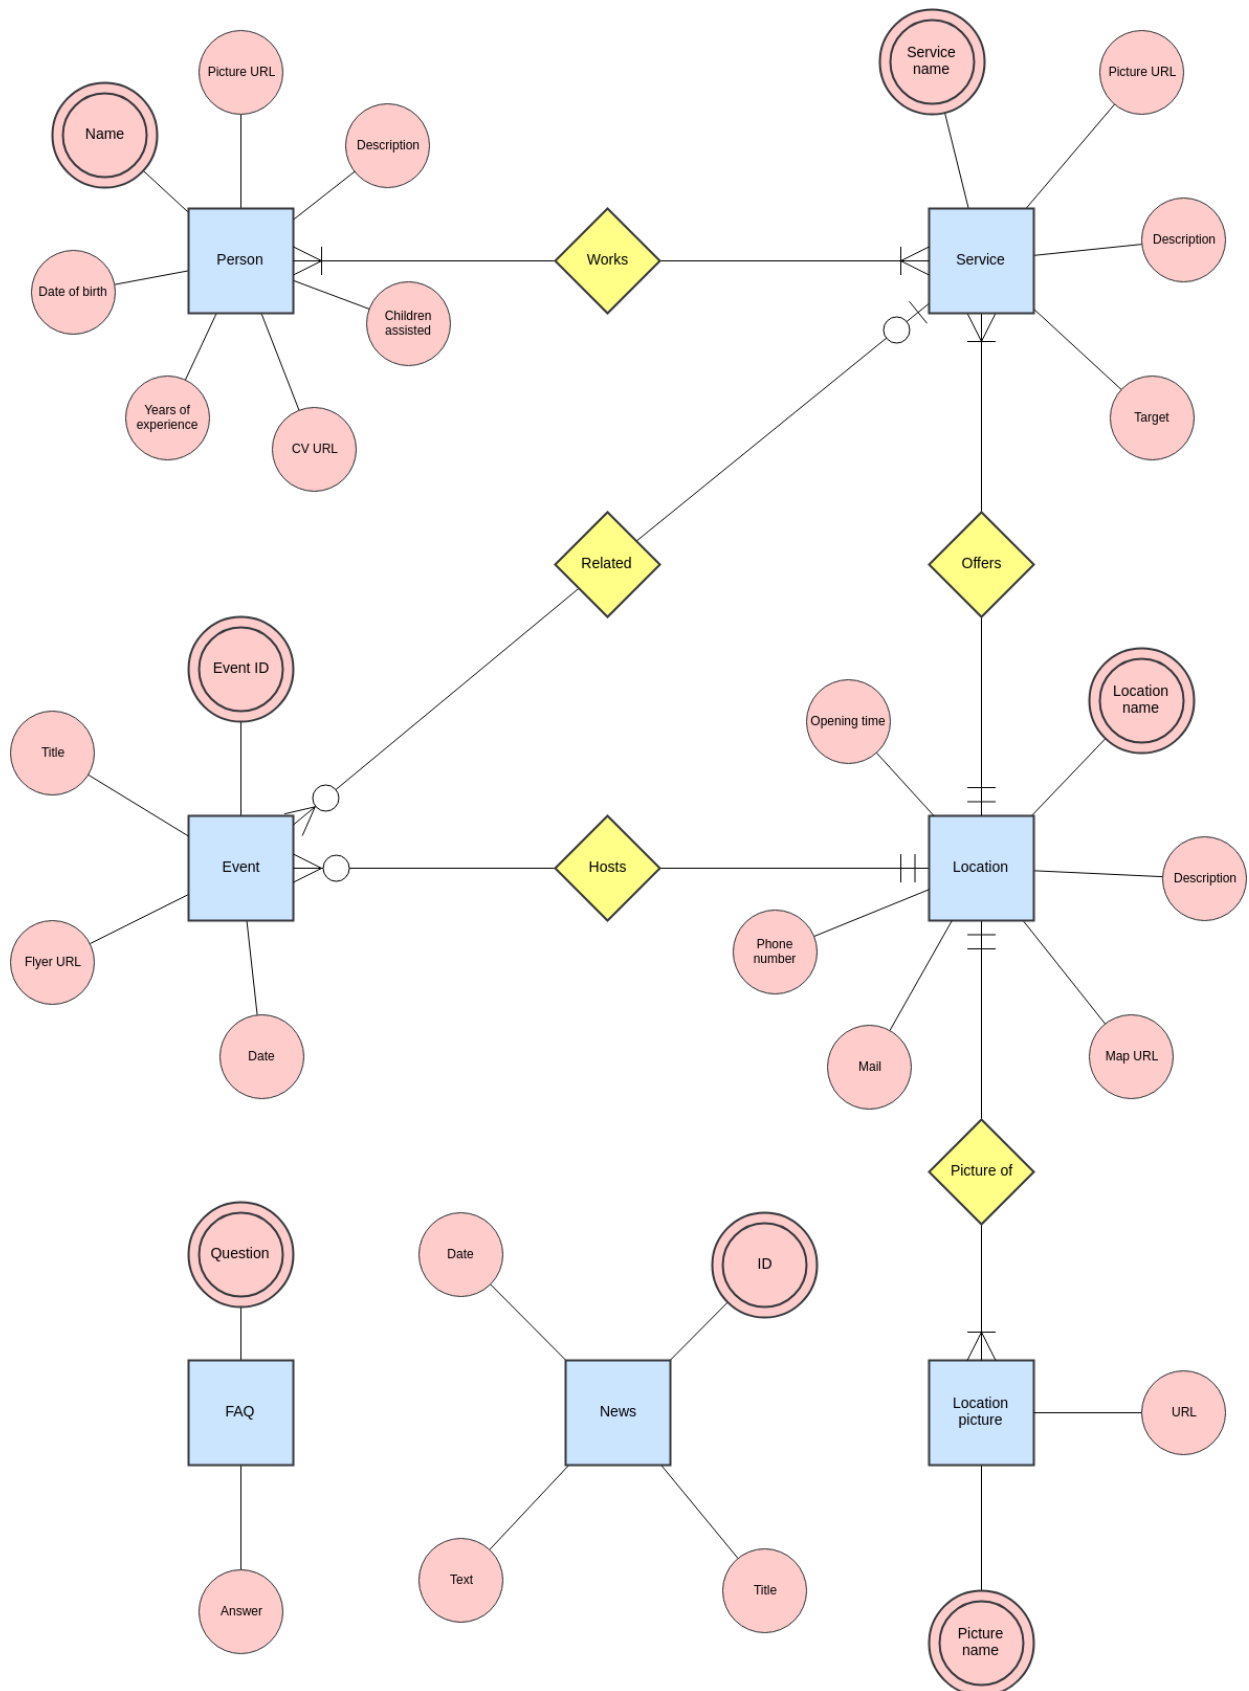 Service
name
Picture URL
Picture URL
Name
Description
Person
Works
Service
Description
Date of birth
Children
assisted
Years of
experience
CV URL
Target
Related
Offers
Event ID
Location
name
Opening time
Title
Event
Hosts
Location
Description
Phone
number
Flyer URL
Date
Mail
Map URL
Picture of
Question
Date
ID
FAQ
News
Location
picture
URL
Text
Title
Answer
Picture
name